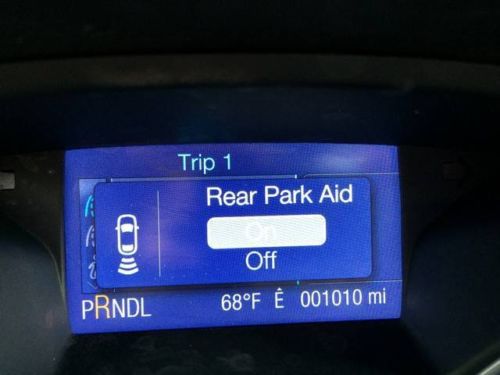 Trip 1
Rear Park Aid
On
Off
PRNDL 68°F Ê 001010 mi